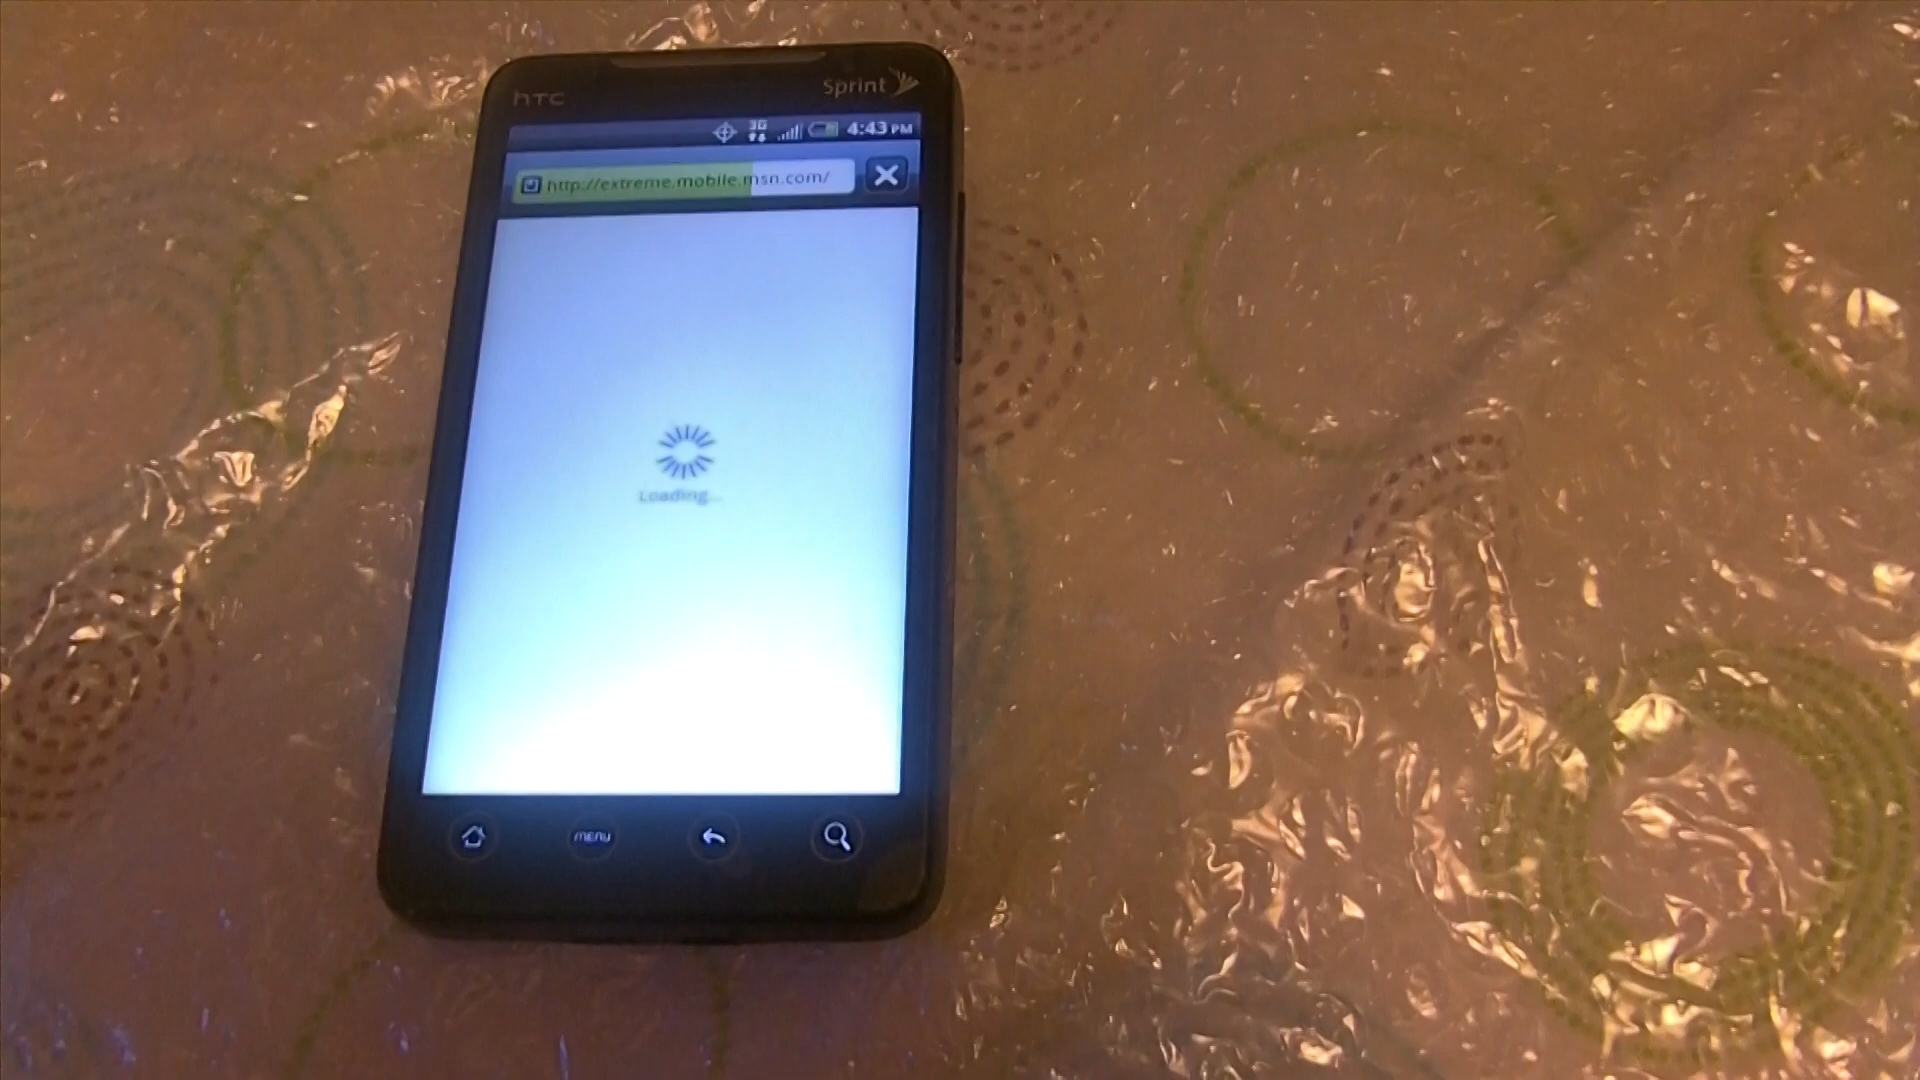 hTC
Sprint
3G 4:43 PM
http://extreme.mobile.msn.com/
Loading...
MENU